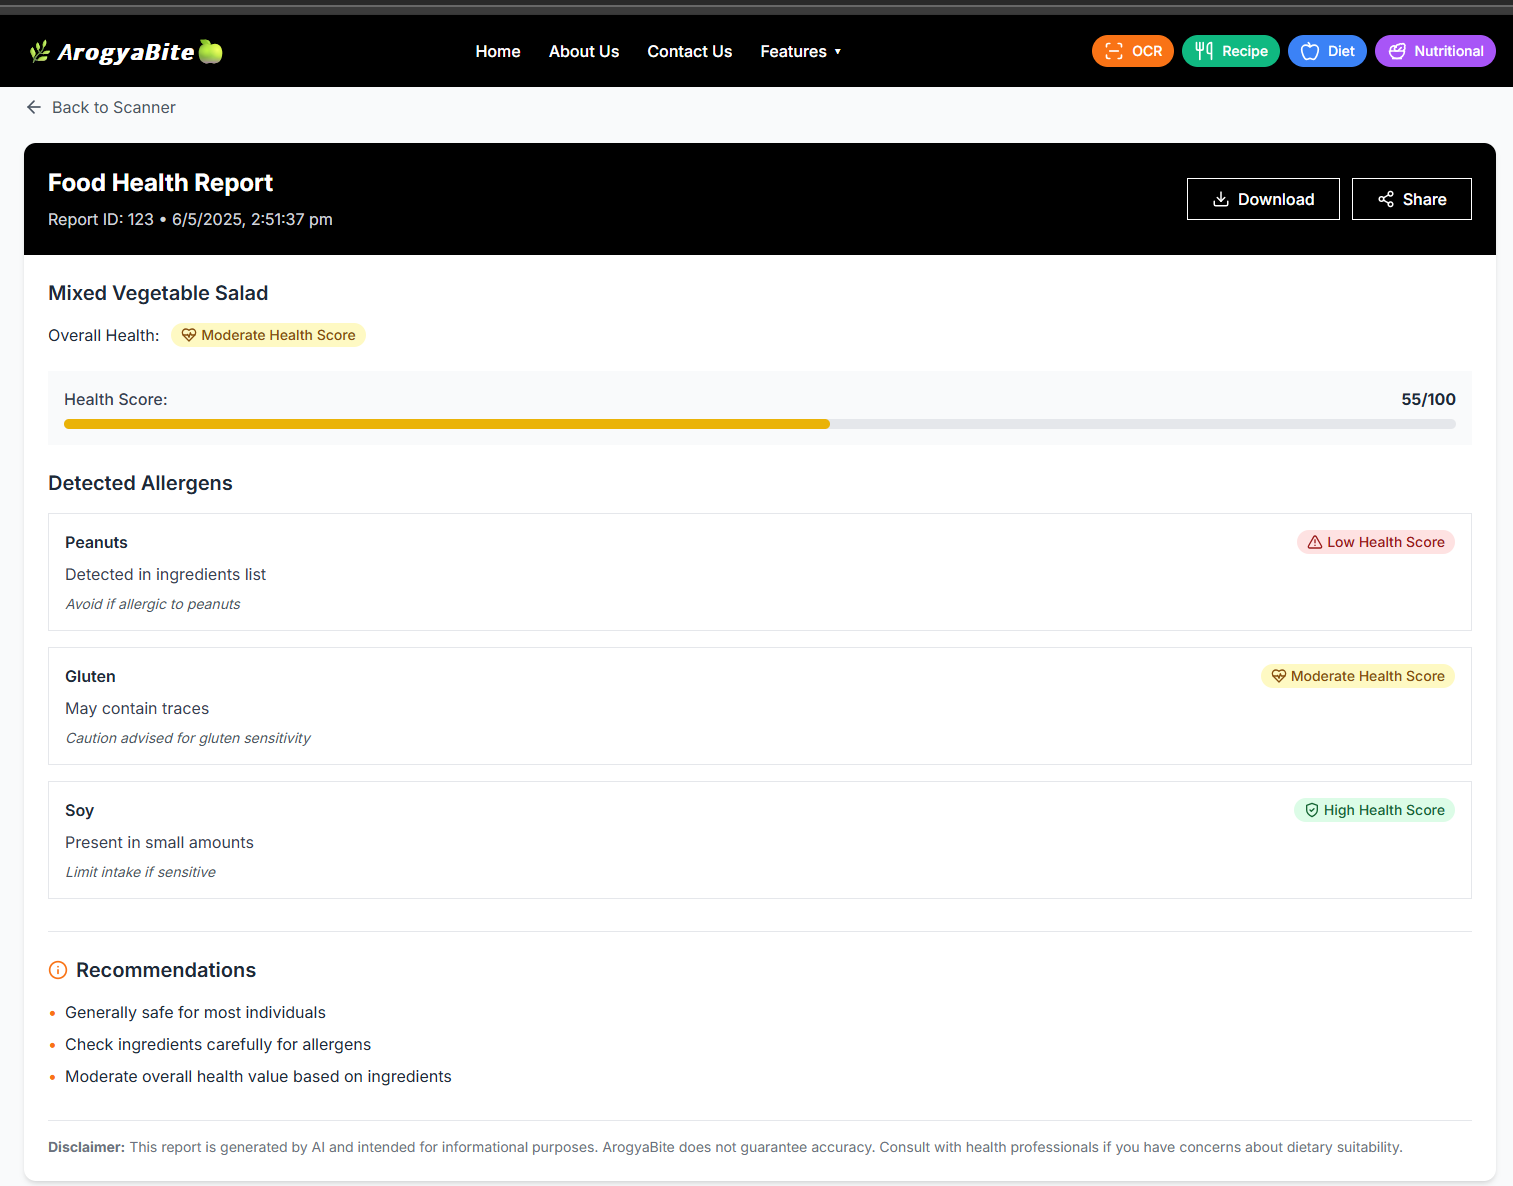 ArogyaBite
Home About Us Contact Us Features ▼
OCR Recipe Diet Nutritional
← Back to Scanner
Food Health Report
Report ID: 123 • 6/5/2025, 2:51:37 pm
Download Share
Mixed Vegetable Salad
Overall Health: Moderate Health Score
Health Score: 55/100
Detected Allergens
Peanuts Low Health Score
Detected in ingredients list
Avoid if allergic to peanuts
Gluten Moderate Health Score
May contain traces
Caution advised for gluten sensitivity
Soy High Health Score
Present in small amounts
Limit intake if sensitive
Recommendations
• Generally safe for most individuals
• Check ingredients carefully for allergens
• Moderate overall health value based on ingredients
Disclaimer: This report is generated by AI and intended for informational purposes. ArogyaBite does not guarantee accuracy. Consult with health professionals if you have concerns about dietary suitability.